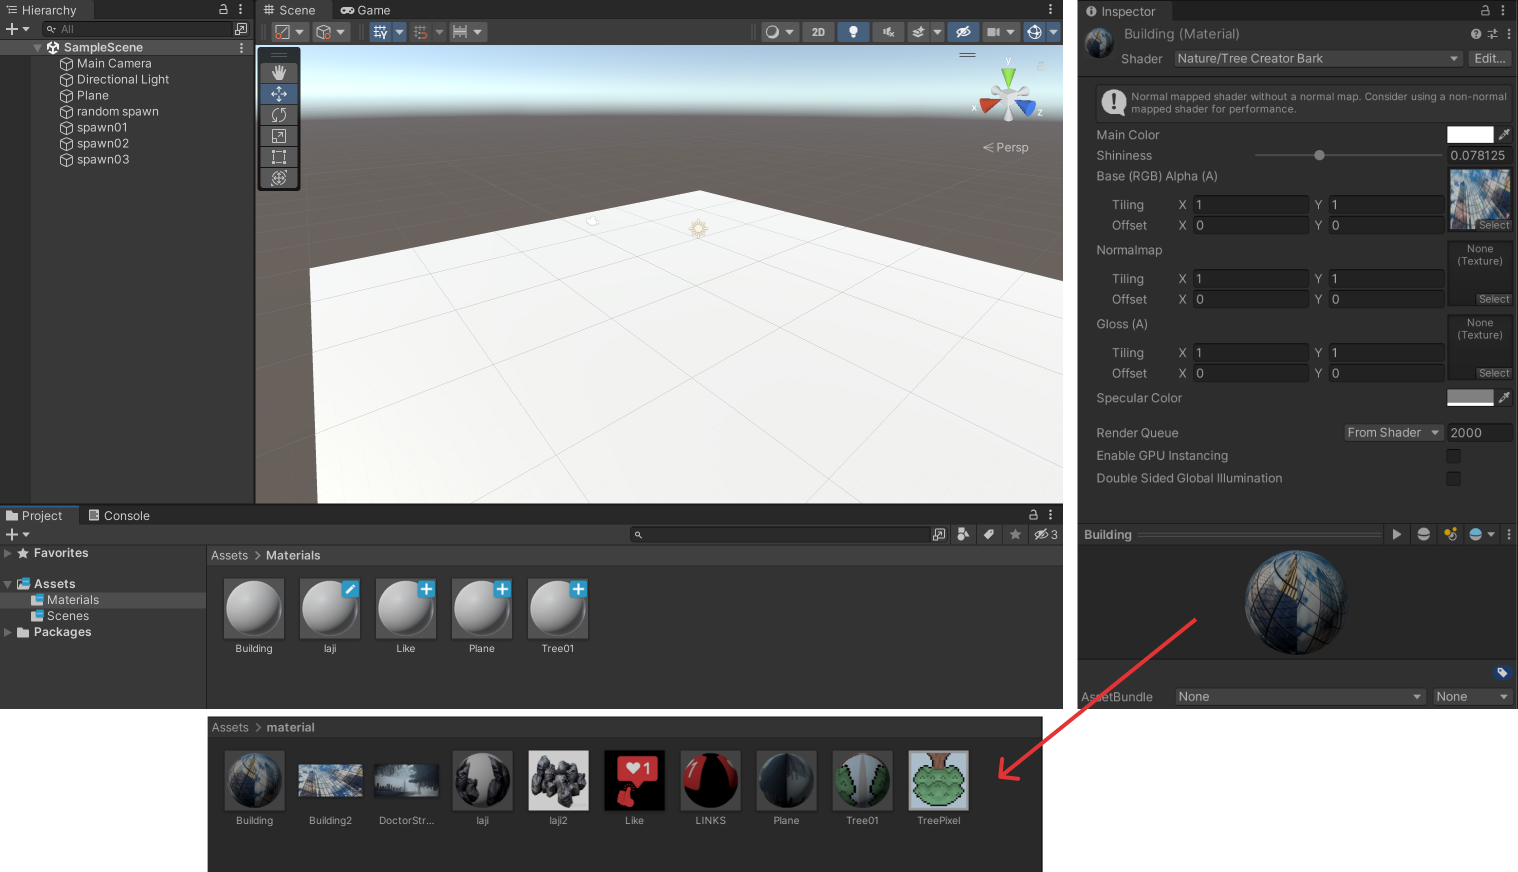 Hierarchy
All
SampleScene
Main Camera
Directional Light
Plane
random spawn
spawn01
spawn02
spawn03
Scene
Game
2D
y
x
z
Persp
Inspector
Building (Material)
Shader
Nature/Tree Creator Bark
Edit...
Normal mapped shader without a normal map. Consider using a non-normal
mapped shader for performance.
Main Color
Shininess
0.078125
Base (RGB) Alpha (A)
Tiling X 1 Y 1
Offset X 0 Y 0
Select
Normalmap
None
(Texture)
Tiling X 1 Y 1
Offset X 0 Y 0
Select
Gloss (A)
None
(Texture)
Tiling X 1 Y 1
Offset X 0 Y 0
Select
Specular Color
Render Queue
From Shader
2000
Enable GPU Instancing
Double Sided Global Illumination
Building
AssetBundle
None
None
Project
Console
3
Favorites
Assets
Materials
Scenes
Packages
Assets > Materials
Building
laji
Like
Plane
Tree01
Assets > material
1
Building
Building2
DoctorStr...
laji
laji2
Like
LINKS
Plane
Tree01
TreePixel